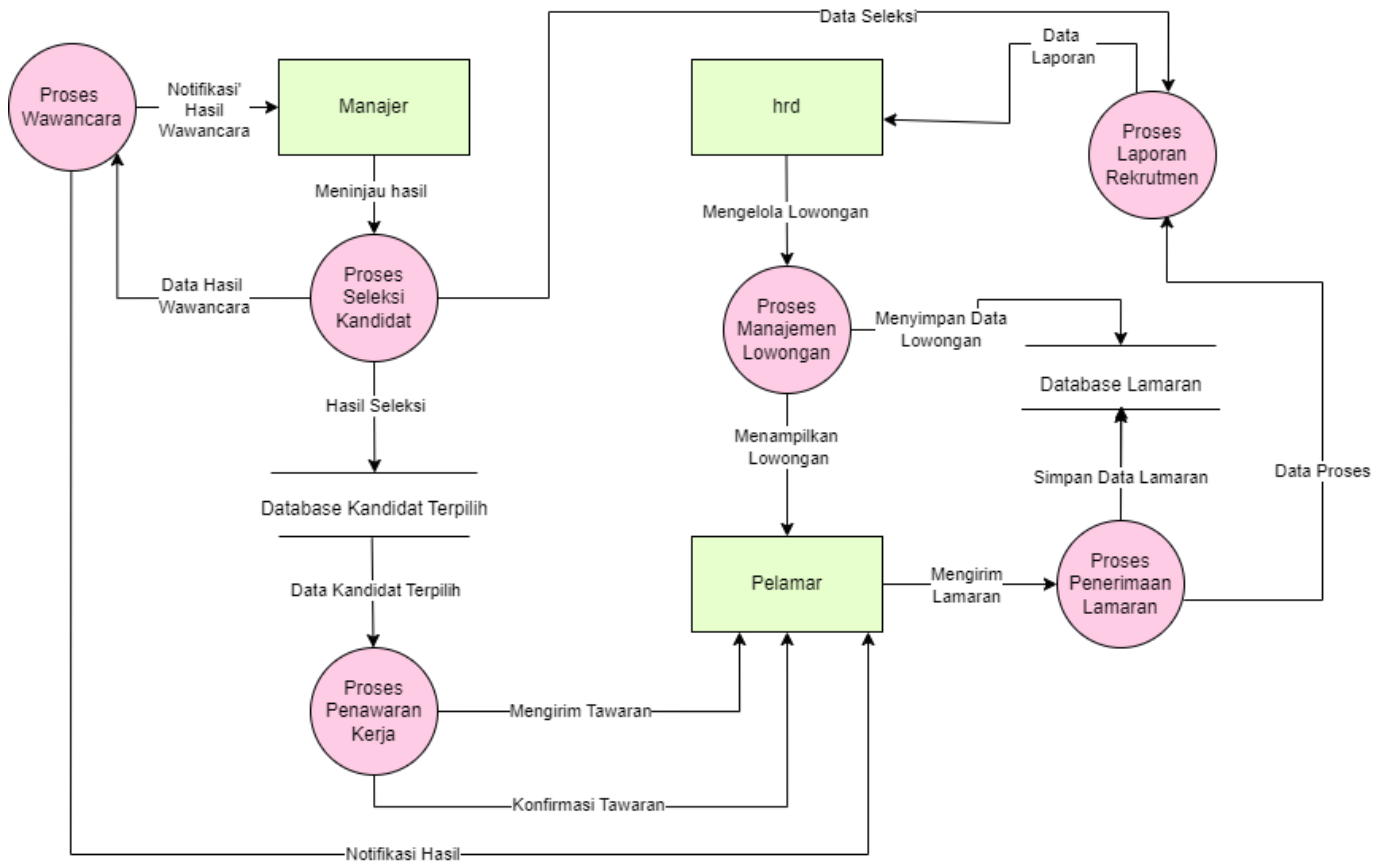 Data Seleksi
Data
Laporan
Proses
Wawancara
Notifikasi'
Hasil
Wawancara
Manajer
hrd
Proses
Laporan
Rekrutmen
Meninjau hasil
Mengelola Lowongan
Data Hasil
Wawancara
Proses
Seleksi
Kandidat
Proses
Manajemen
Lowongan
Menyimpan Data
Lowongan
Database Lamaran
Hasil Seleksi
Menampilkan
Lowongan
Simpan Data Lamaran
Data Proses
Database Kandidat Terpilih
Data Kandidat Terpilih
Pelamar
Mengirim
Lamaran
Proses
Penerimaan
Lamaran
Proses
Penawaran
Kerja
Mengirim Tawaran
Konfirmasi Tawaran
Notifikasi Hasil